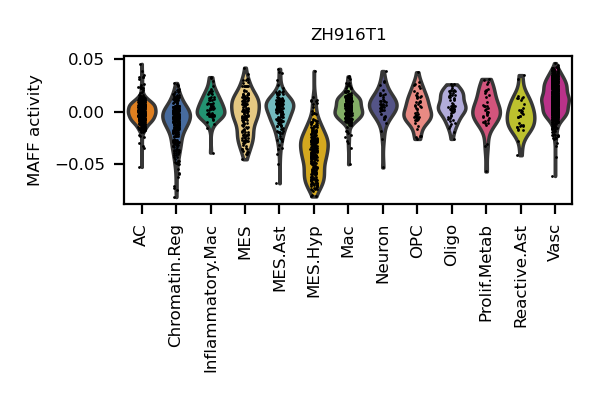 ZH916T1
MAFF activity
0.05
0.00
−0.05
AC
Chromatin.Reg
Inflammatory.Mac
MES
MES.Ast
MES.Hyp
Mac
Neuron
OPC
Oligo
Prolif.Metab
Reactive.Ast
Vasc